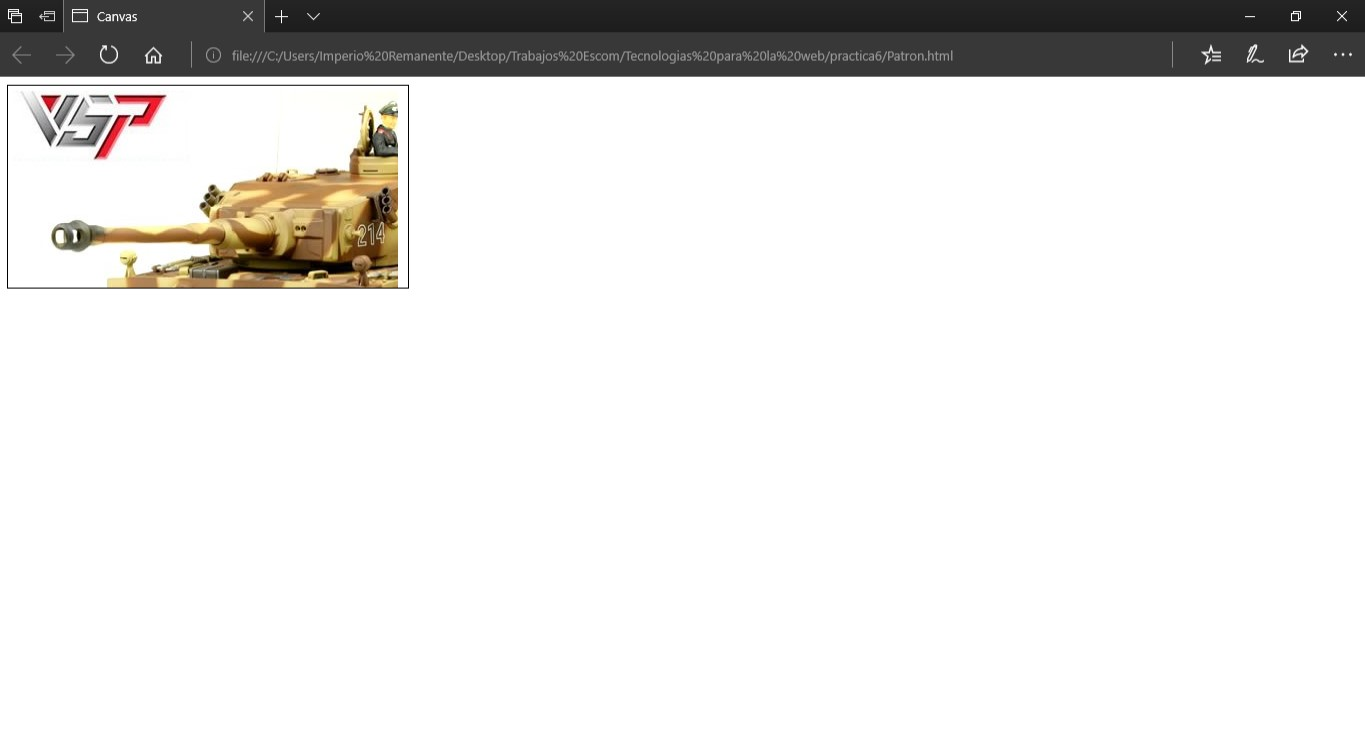 Canvas
file:///C:/Users/Imperio%20Remanente/Desktop/Trabajos%20Escom/Tecnologias%20para%20la%20web/practica6/Patron.html
VSP
214